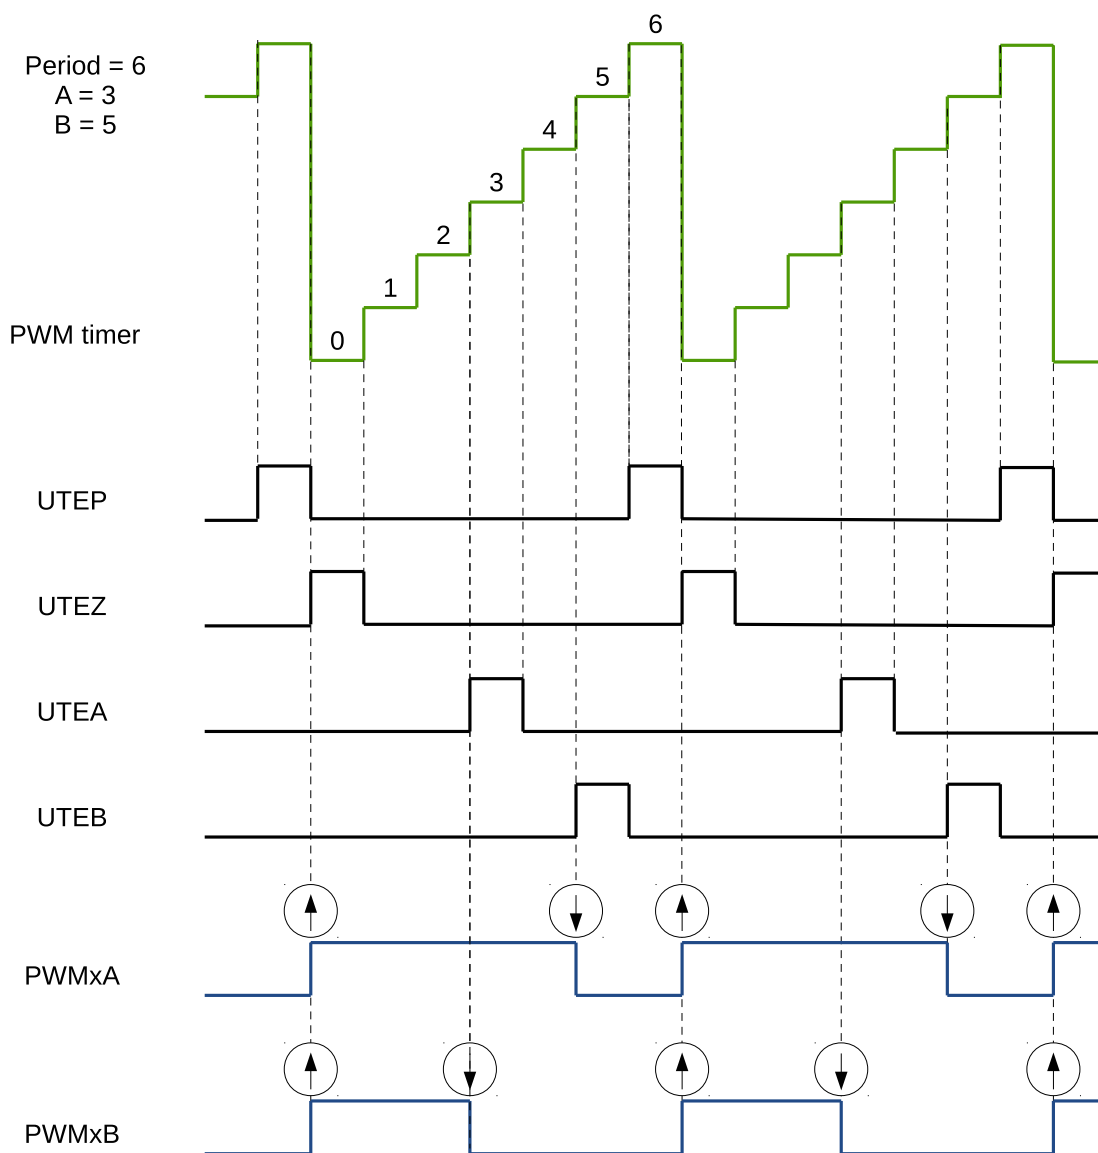 6
Period = 6
5
A = 3
B = 5
4
3
2
1
PWM timer
0
UTEP
UTEZ
UTEA
UTEB
PWMxA
PWMxB